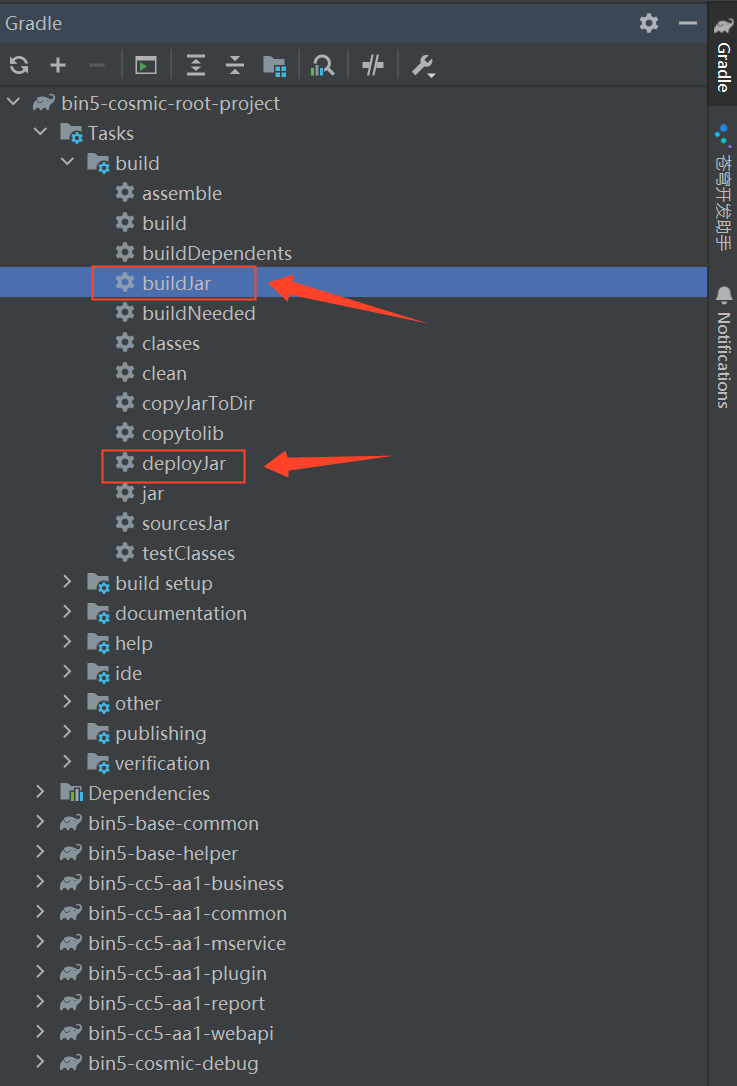 Gradle
bin5-cosmic-root-project
Tasks
build
assemble
build
buildDependents
buildJar
buildNeeded
classes
clean
copyJarToDir
copytolib
deployJar
jar
sourcesJar
testClasses
build setup
documentation
help
ide
other
publishing
verification
Dependencies
bin5-base-common
bin5-base-helper
bin5-cc5-aa1-business
bin5-cc5-aa1-common
bin5-cc5-aa1-mservice
bin5-cc5-aa1-plugin
bin5-cc5-aa1-report
bin5-cc5-aa1-webapi
bin5-cosmic-debug
Gradle
苍穹开发助手
Notifications